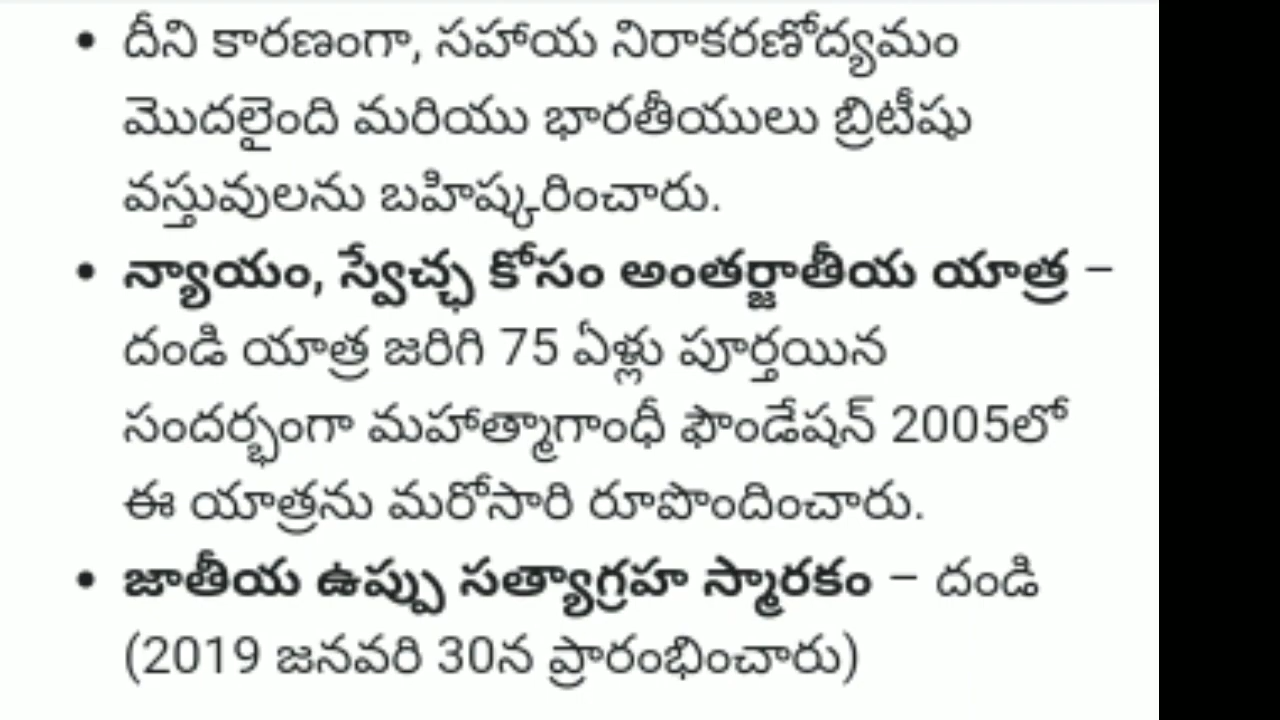 • దీని కారణంగా, సహాయ నిరాకరణోద్యమం
మొదలైంది మరియు భారతీయులు బ్రిటీషు
వస్తువులను బహిష్కరించారు.
• న్యాయం, స్వేచ్ఛ కోసం అంతర్జాతీయ యాత్ర –
దండి యాత్ర జరిగి 75 ఏళ్లు పూర్తయిన
సందర్భంగా మహాత్మాగాంధీ ఫౌండేషన్ 2005లో
ఈ యాత్రను మరోసారి రూపొందించారు.
• జాతీయ ఉప్పు సత్యాగ్రహ స్మారకం – దండి
(2019 జనవరి 30న ప్రారంభించారు)